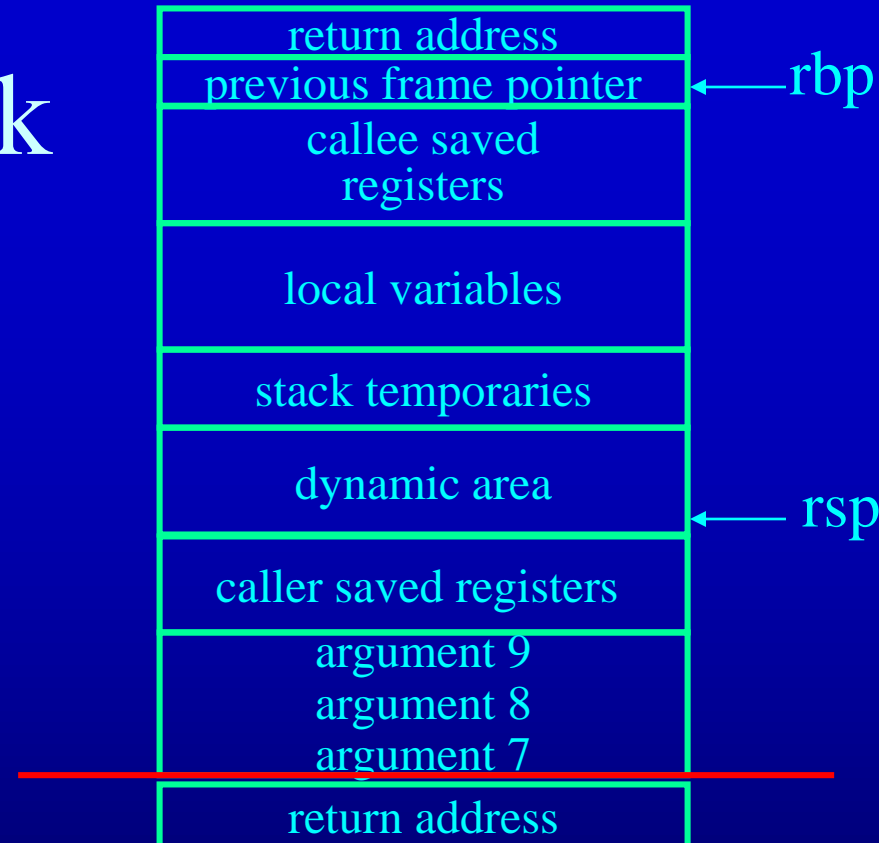 return address
previous frame pointer
rbp
k
callee saved
registers
local variables
stack temporaries
dynamic area
rsp
caller saved registers
argument 9
argument 8
argument 7
return address